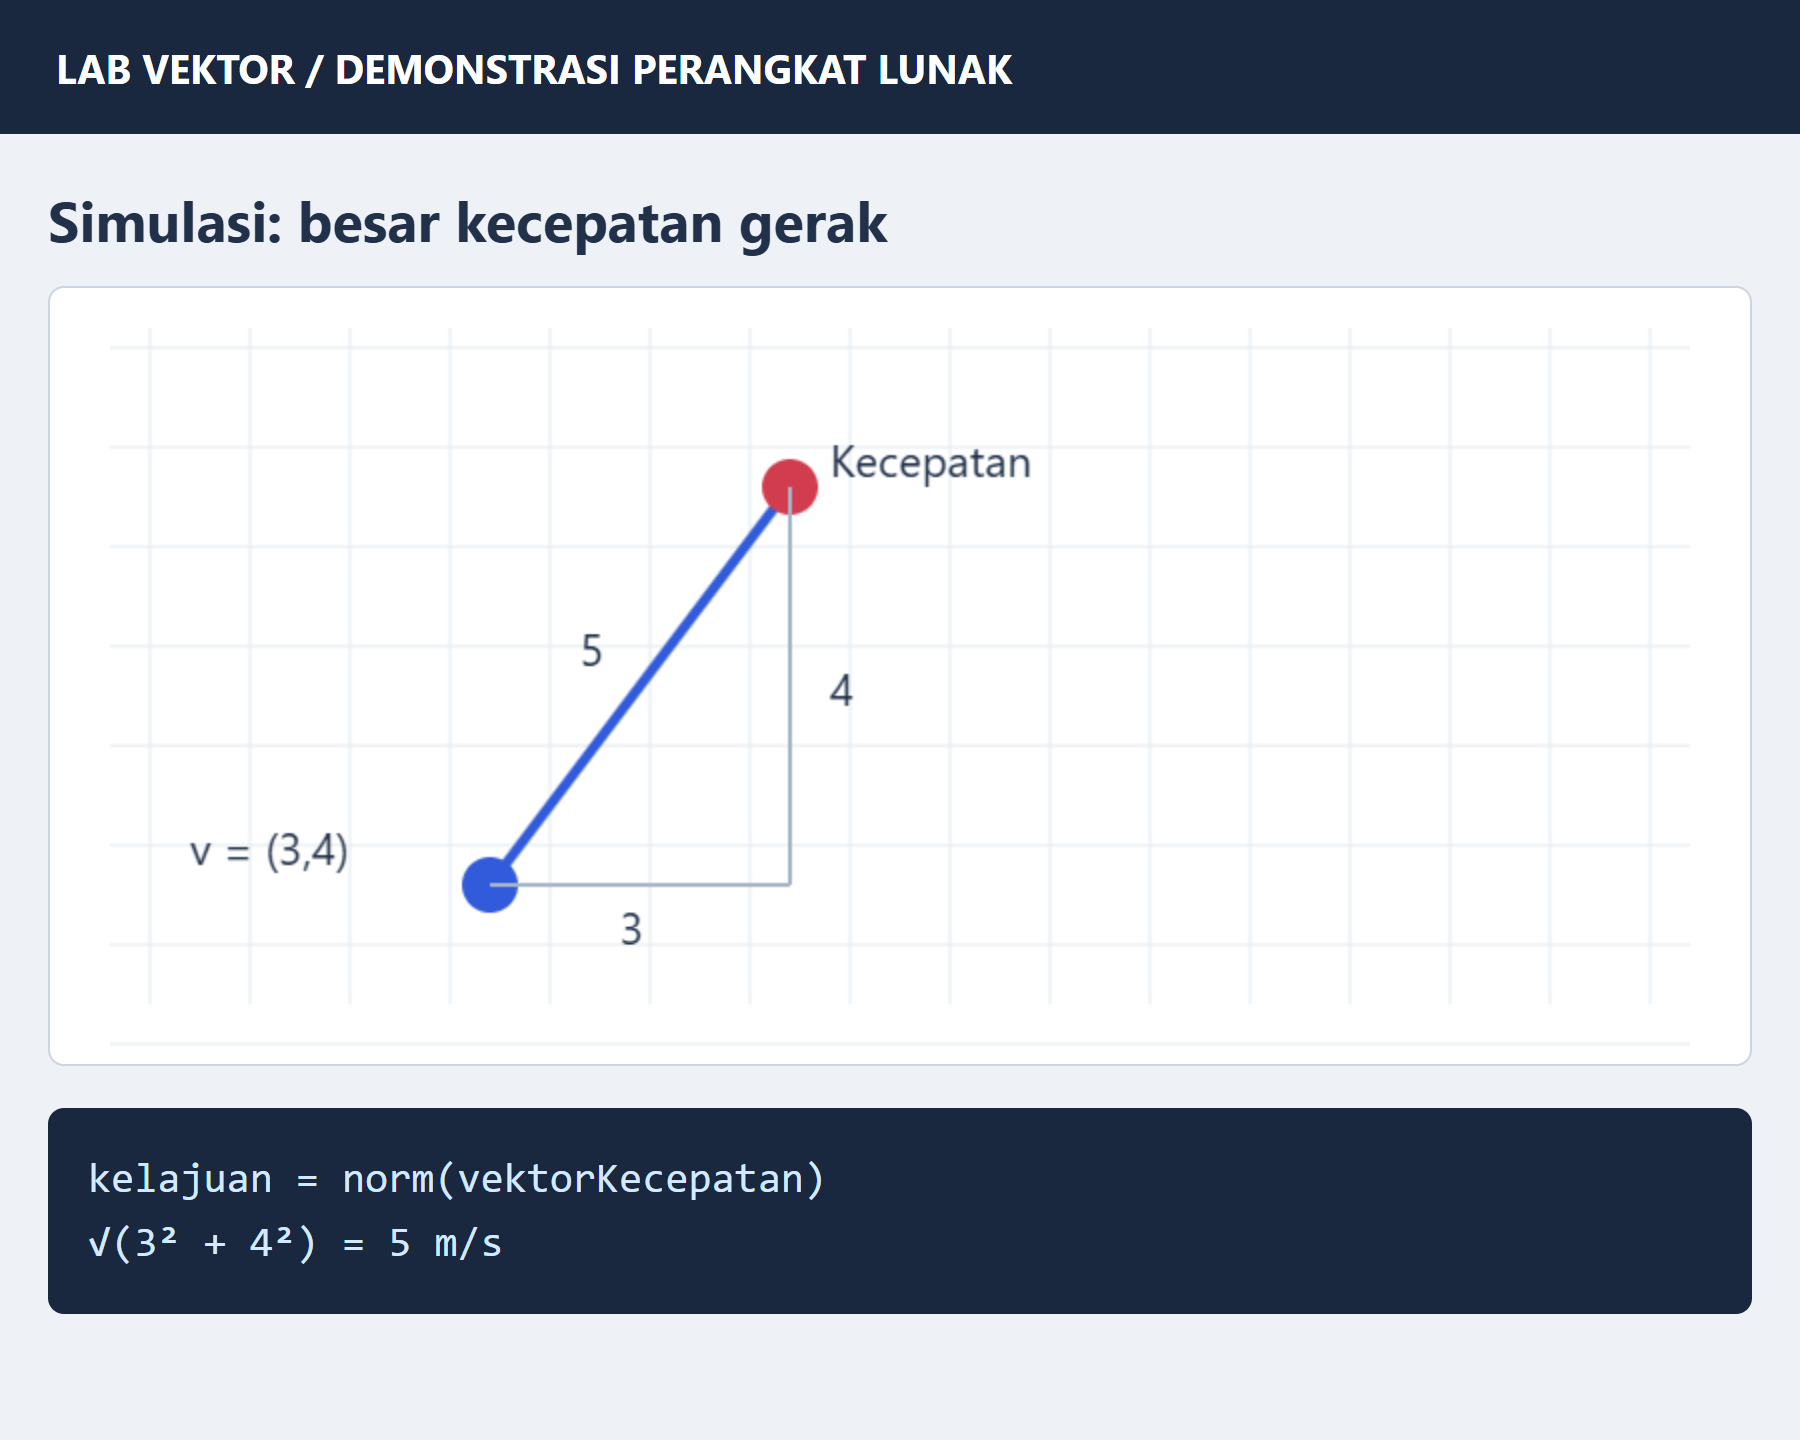 LAB VEKTOR / DEMONSTRASI PERANGKAT LUNAK
Simulasi: besar kecepatan gerak
Kecepatan
5
4
v = (3,4)
3
kelajuan = norm(vektorKecepatan)
√(3² + 4²) = 5 m/s